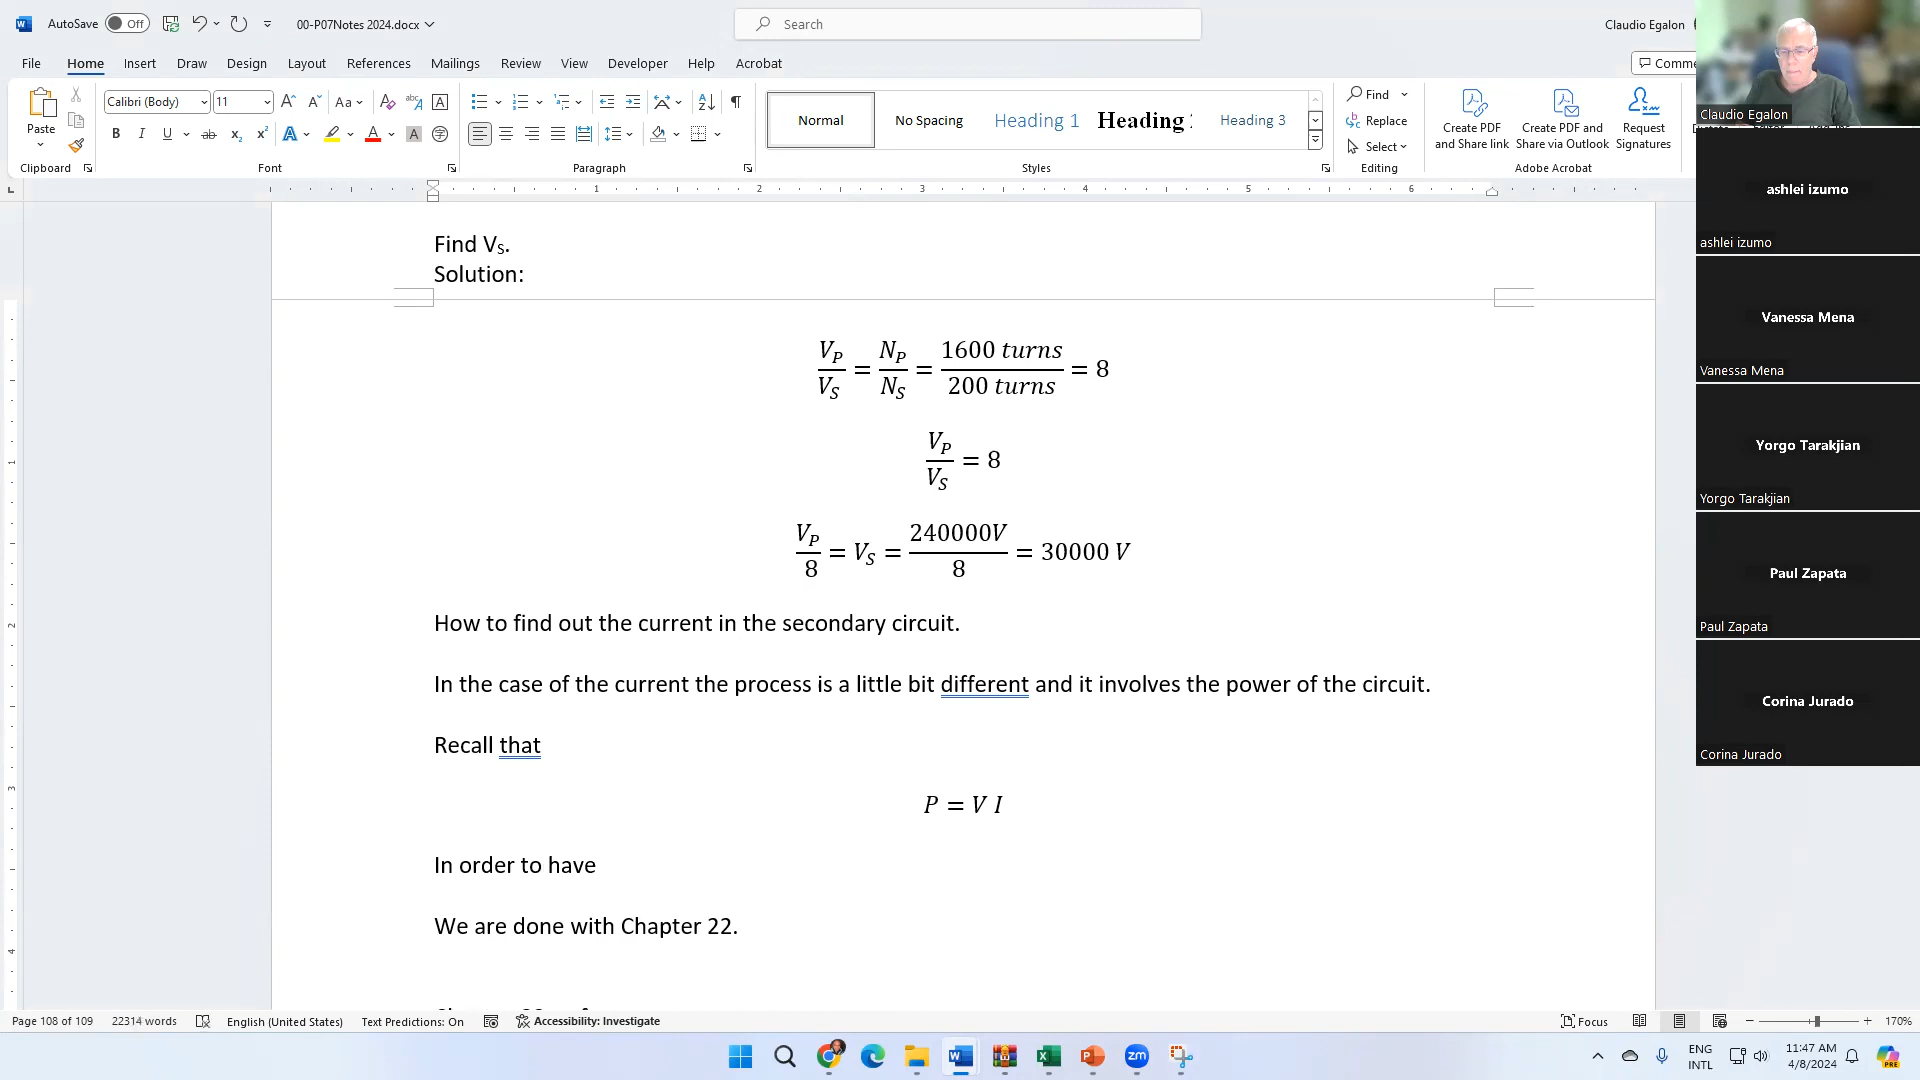 AutoSave Off 00-P07Notes 2024.docx Search Claudio Egalon
File Home Insert Draw Design Layout References Mailings Review View Developer Help Acrobat
Paste
Clipboard
Calibri (Body) 11
Font
Paragraph
Normal No Spacing Heading 1 Heading Heading 3
Styles
Find
Replace
Select
Editing
Create PDF and Share link
Create PDF and Share via Outlook
Request Signatures
Adobe Acrobat
1 2 3 4 5 6
Find VS.
Solution:
VP/VS = NP/NS = 1600 turns/200 turns = 8
VP/VS = 8
VP/8 = VS = 240000V/8 = 30000 V
How to find out the current in the secondary circuit.
In the case of the current the process is a little bit different and it involves the power of the circuit.
Recall that
P = V I
In order to have
We are done with Chapter 22.
Claudio Egalon
ashlei izumo
ashlei izumo
Vanessa Mena
Vanessa Mena
Yorgo Tarakjian
Yorgo Tarakjian
Paul Zapata
Paul Zapata
Corina Jurado
Corina Jurado
Page 108 of 109 22314 words English (United States) Text Predictions: On Accessibility: Investigate Focus 170%
ENG INTL
11:47 AM
4/8/2024